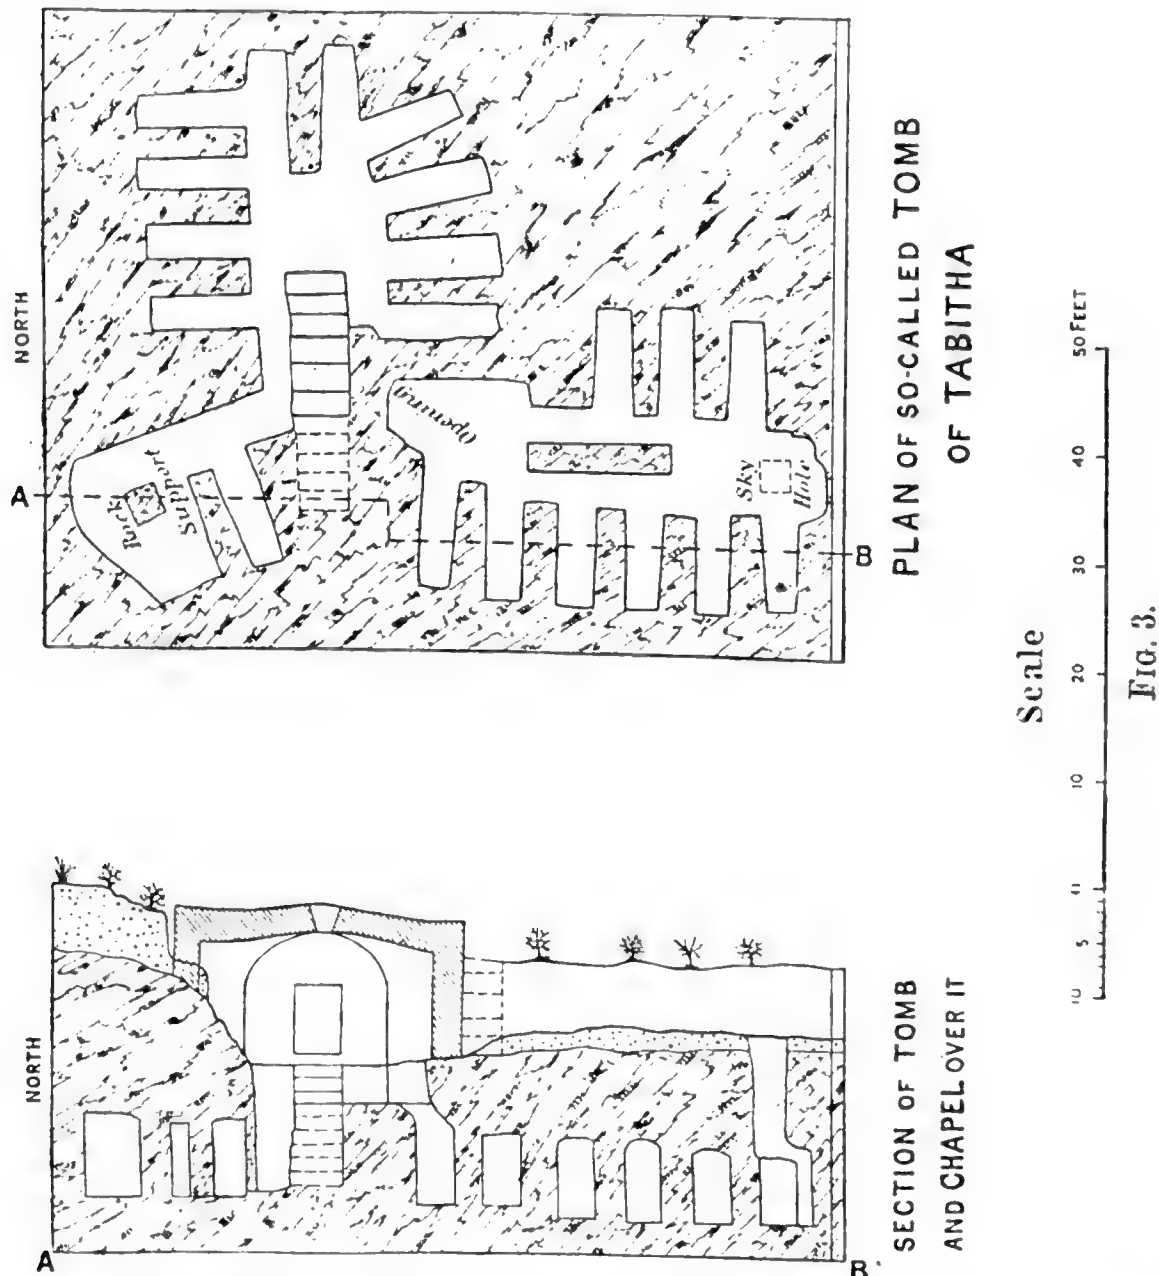 NORTH
A
Rock
Support
Opening
Sky
Hole
B
PLAN OF SO-CALLED TOMB
OF TABITHA
NORTH
A
B
SECTION OF TOMB
AND CHAPEL OVER IT
Scale
10 5 0 10 20 30 40 50 FEET
FIG. 3.